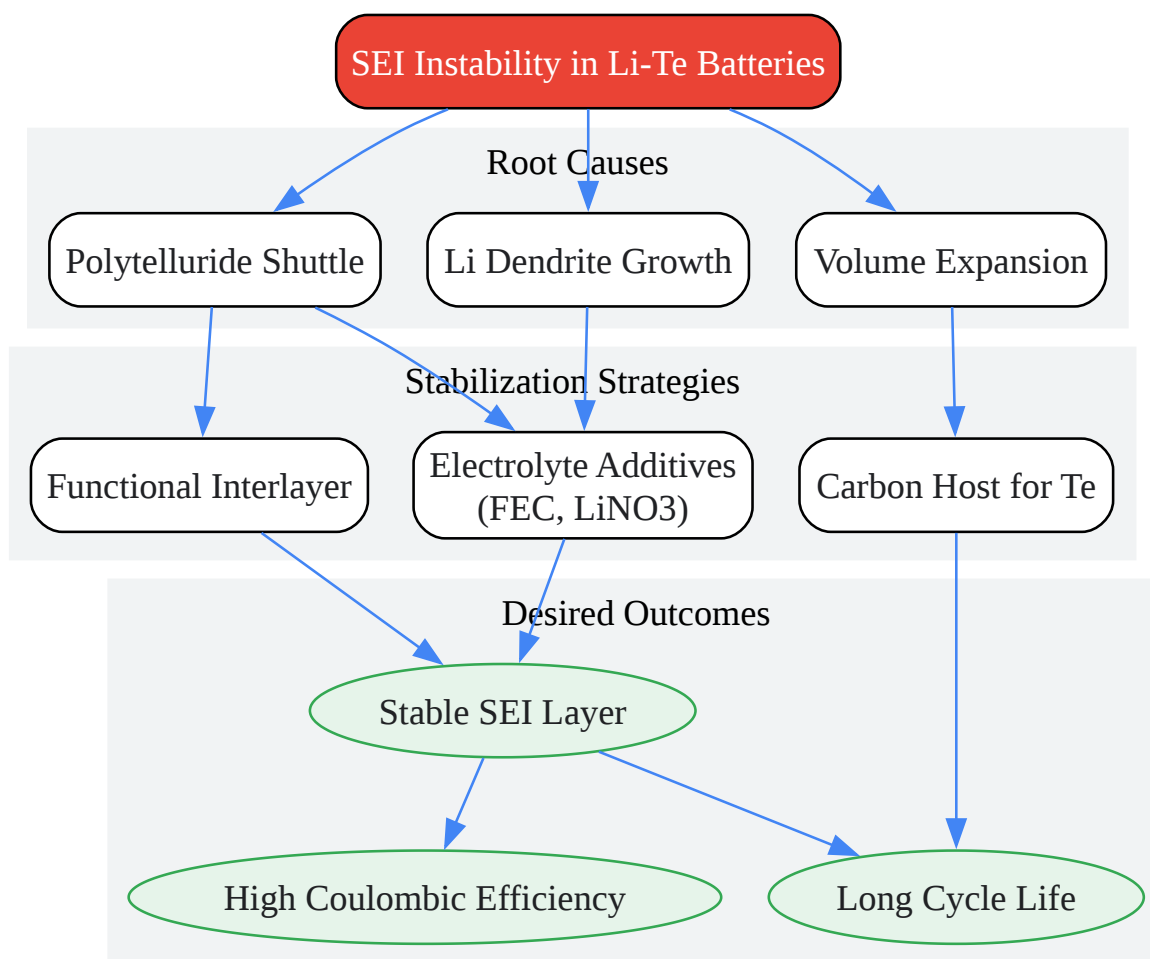 SEI Instability in Li-Te Batteries
Root Causes
Polytelluride Shuttle
Li Dendrite Growth
Volume Expansion
Stabilization Strategies
Functional Interlayer
Electrolyte Additives
(FEC, LiNO3)
Carbon Host for Te
Desired Outcomes
Stable SEI Layer
High Coulombic Efficiency
Long Cycle Life